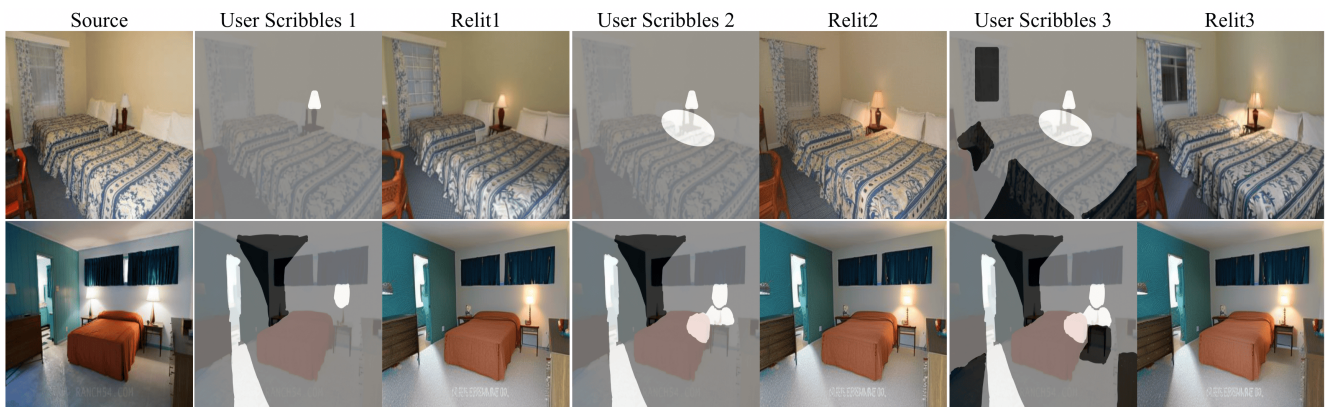 Source
User Scribbles 1
Relit1
User Scribbles 2
Relit2
User Scribbles 3
Relit3